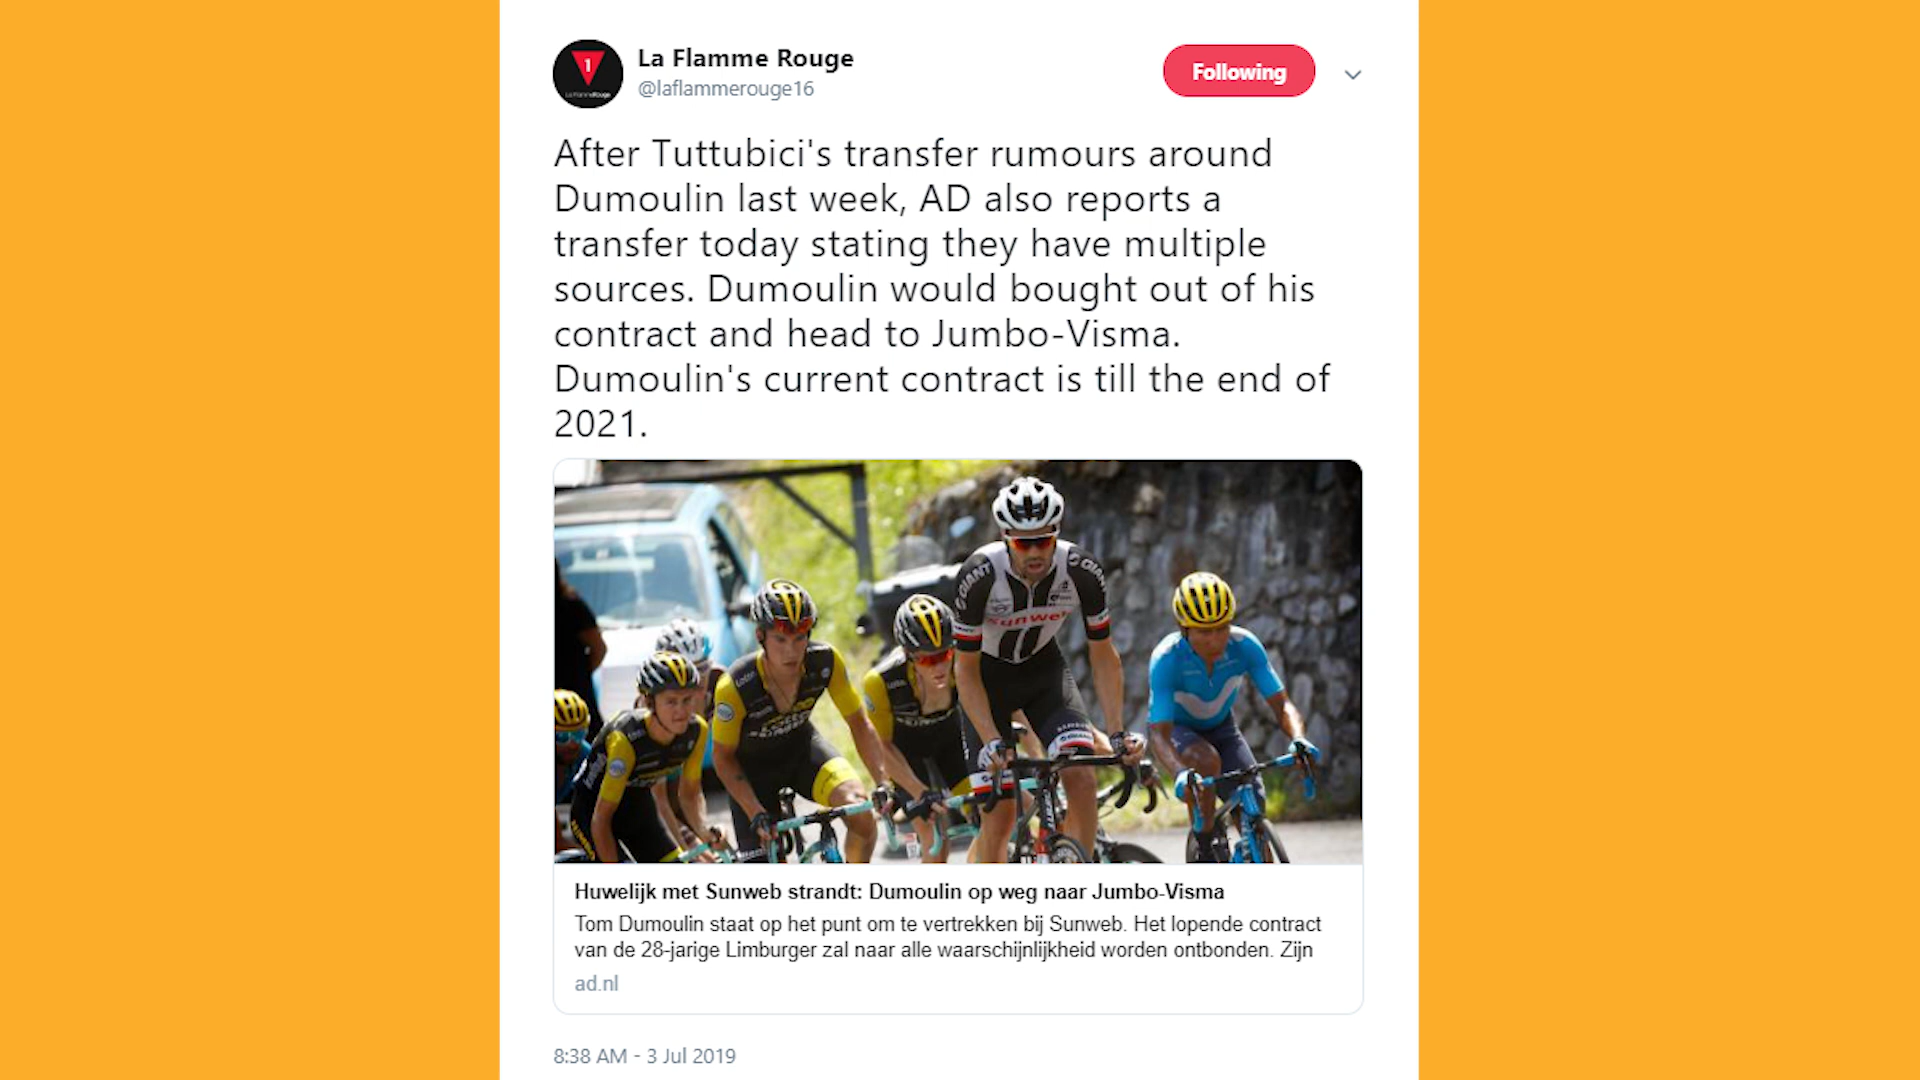 1
La Flamme Rouge
@laflammerouge16
Following
After Tuttubici's transfer rumours around
Dumoulin last week, AD also reports a
transfer today stating they have multiple
sources. Dumoulin would bought out of his
contract and head to Jumbo-Visma.
Dumoulin's current contract is till the end of
2021.
GIANT
GIANT
sunweb
Huwelijk met Sunweb strandt: Dumoulin op weg naar Jumbo-Visma
Tom Dumoulin staat op het punt om te vertrekken bij Sunweb. Het lopende contract
van de 28-jarige Limburger zal naar alle waarschijnlijkheid worden ontbonden. Zijn
ad.nl
8:38 AM - 3 Jul 2019